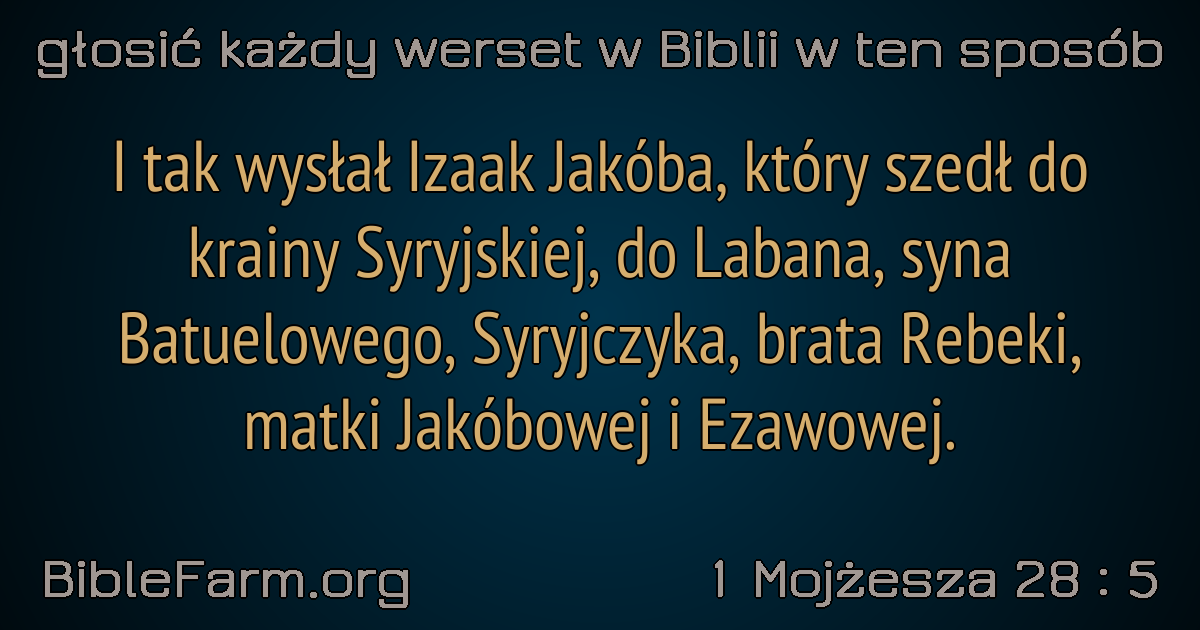 głosić każdy werset w Biblii w ten sposób
I tak wysłał Izaak Jakóba, który szedł do
krainy Syryjskiej, do Labana, syna
Batuelowego, Syryjczyka, brata Rebeki,
matki Jakóbowej i Ezawowej.
BibleFarm.org
1 Mojżesza 28 : 5